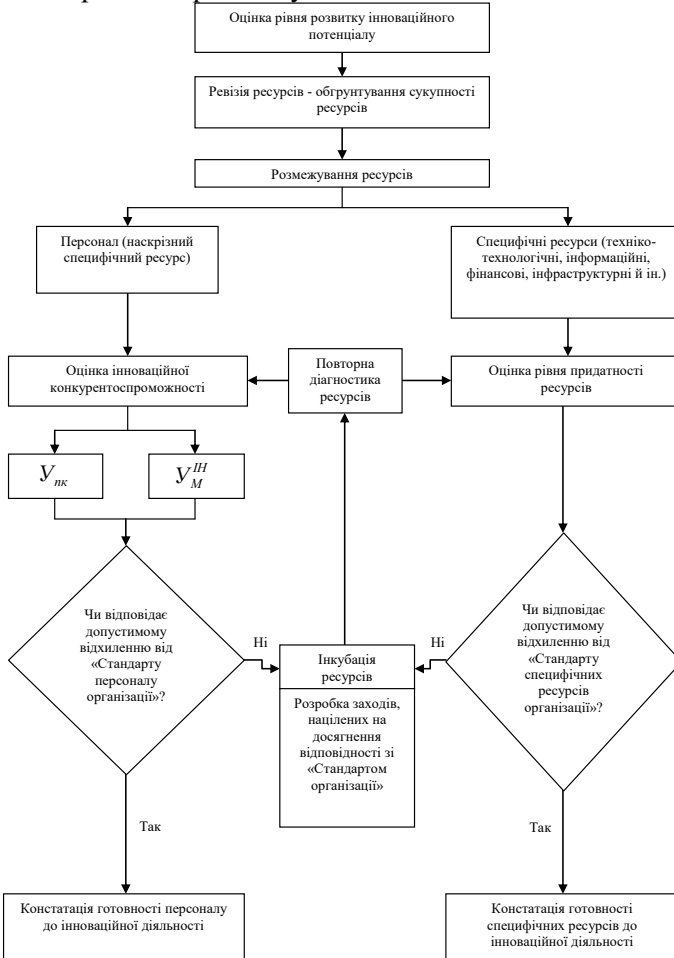 Оцінка рівня розвитку інноваційного
потенціалу
Ревізія ресурсів - обгрунтування сукупності
ресурсів
Розмежування ресурсів
Персонал (наскрізний
специфічний ресурс)
Специфічні ресурси (техніко-
технологічні, інформаційні,
фінансові, інфраструктурні й ін.)
Оцінка інноваційної
конкурентоспроможності
Повторна
діагностика
ресурсів
Оцінка рівня придатності
ресурсів
У_пк
У_М^ІН
Чи відповідає
допустимому
відхиленню від
«Стандарту
персоналу
організації»?
Ні
Інкубація
ресурсів
Розробка заходів,
націлених на
досягнення
відповідності зі
«Стандартом
організації»
Ні
Чи відповідає
допустимому
відхиленню від
«Стандарту
специфічних
ресурсів
організації»?
Так
Так
Констатація готовності персоналу
до інноваційної діяльності
Констатація готовності
специфічних ресурсів до
інноваційної діяльності